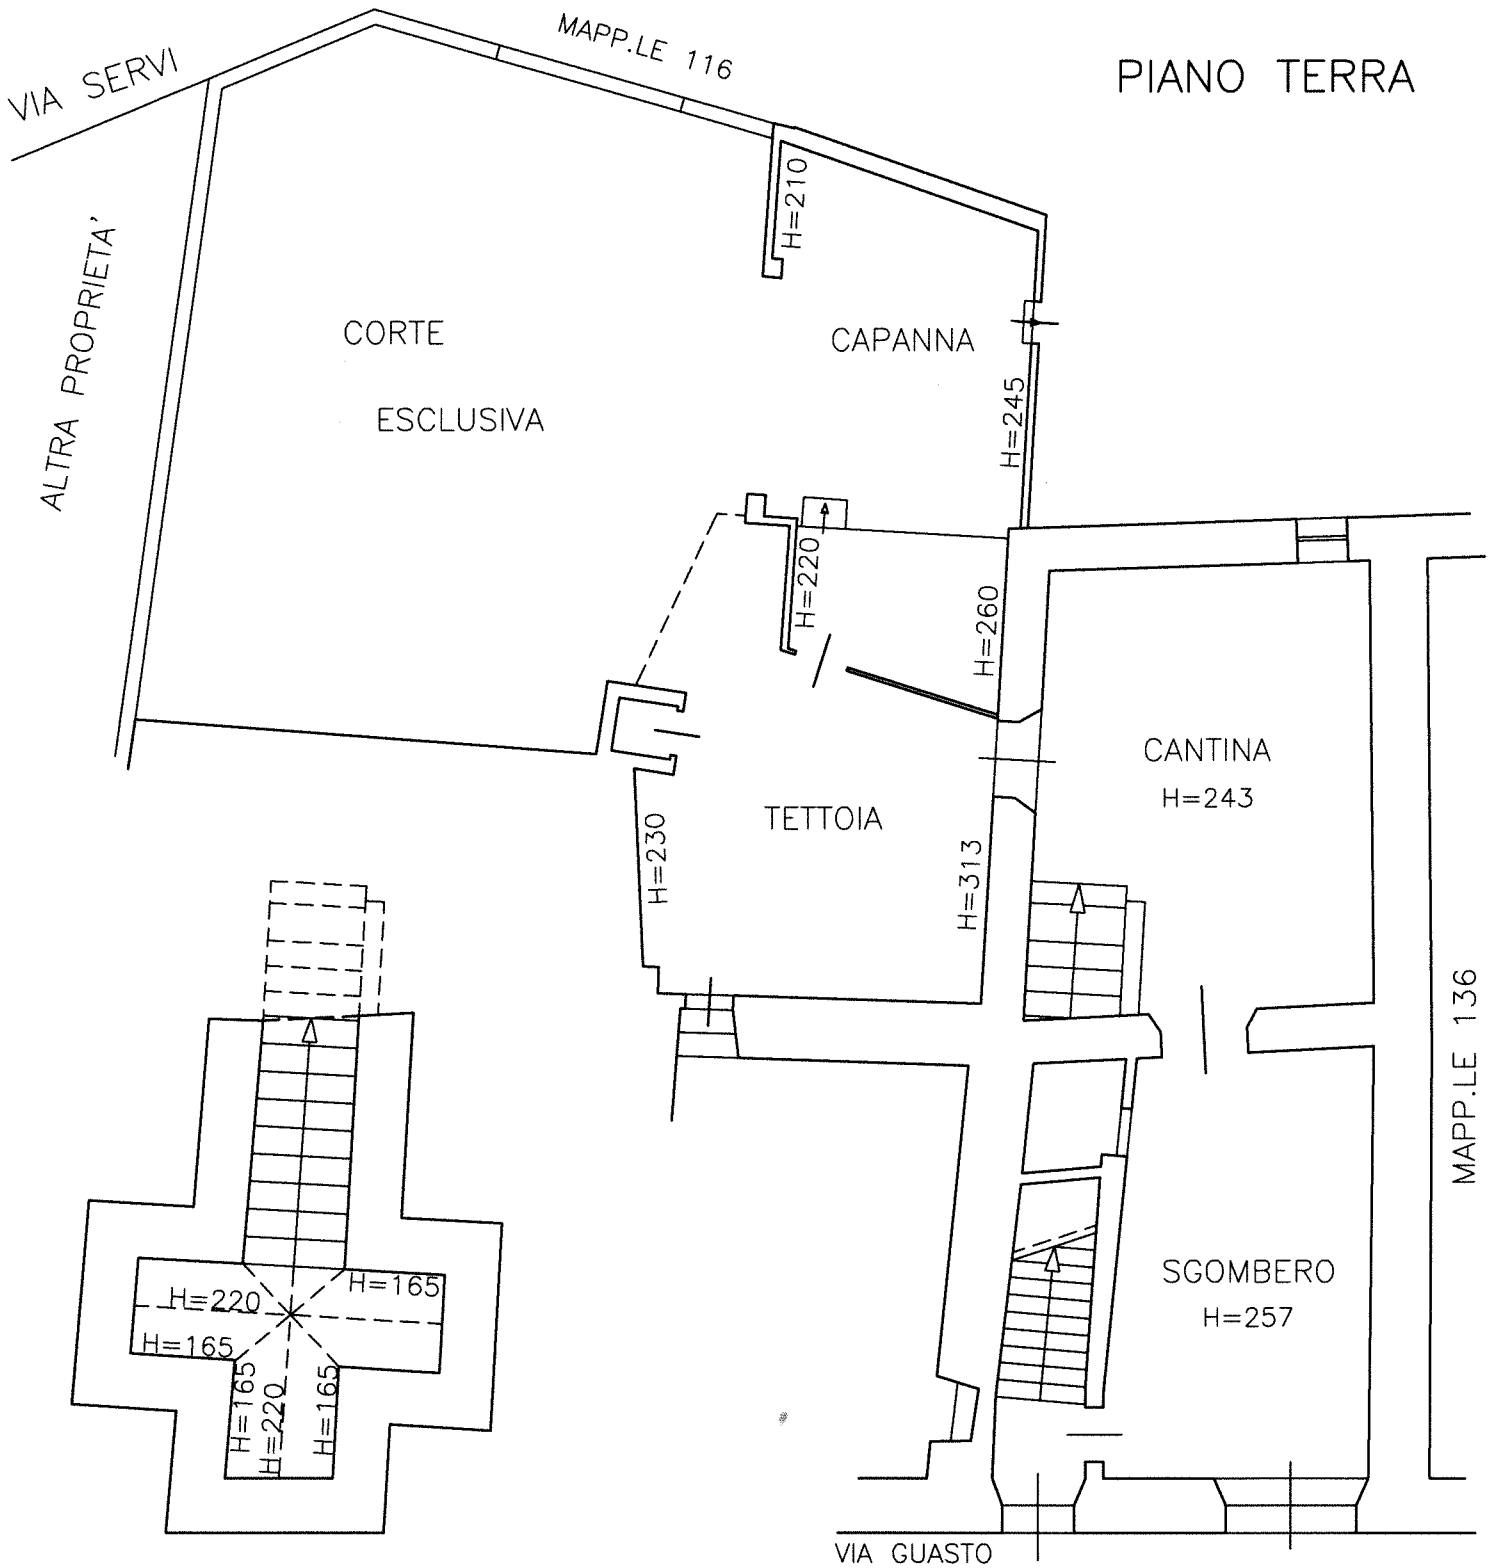 VIA SERVI
MAPP.LE 116
PIANO TERRA
H=210
ALTRA PROPRIETA'
CORTE
ESCLUSIVA
CAPANNA
H=245
H=220
H=260
CANTINA
H=243
TETTOIA
H=230
H=313
MAPP.LE 136
SGOMBERO
H=257
H=165
H=220
H=165
H=165
H=220
H=165
VIA GUASTO